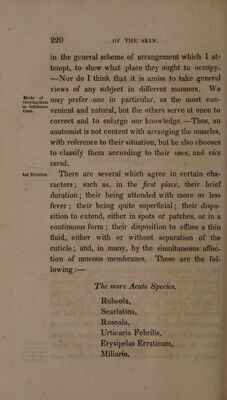 220 OF THE SKIN.
in the general scheme of arrangement which I at-
tempt, to shew what place they ought to occupy.
—Nor do I think that it is amiss to take general
views of any subject in different manners. We
Mode of viewing them or Inflammations.
may prefer one in particular, as the most con-
venient and natural, but the others serve at once to
correct and to enlarge our knowledge.—Thus, an
anatomist is not content with arranging the muscles,
with reference to their situation, but he also chooses
to classify them according to their uses, and vice
versâ.
1st Division. There are several which agree in certain cha-
racters; such as, in the first place, their brief
duration; their being attended with more or less
fever; their being quite superficial; their dispo-
sition to extend, either in spots or patches, or in a
continuous form; their disposition to effuse a thin
fluid, either with or without separation of the
cuticle; and, in many, by the simultaneous affec-
tion of mucous membranes. These are the fol-
lowing:—
The more Acute Species.
Rubeola,
Scarlatina,
Roseola,
Urticaria Febrilis,
Erysipelas Erraticum,
Miliaria,